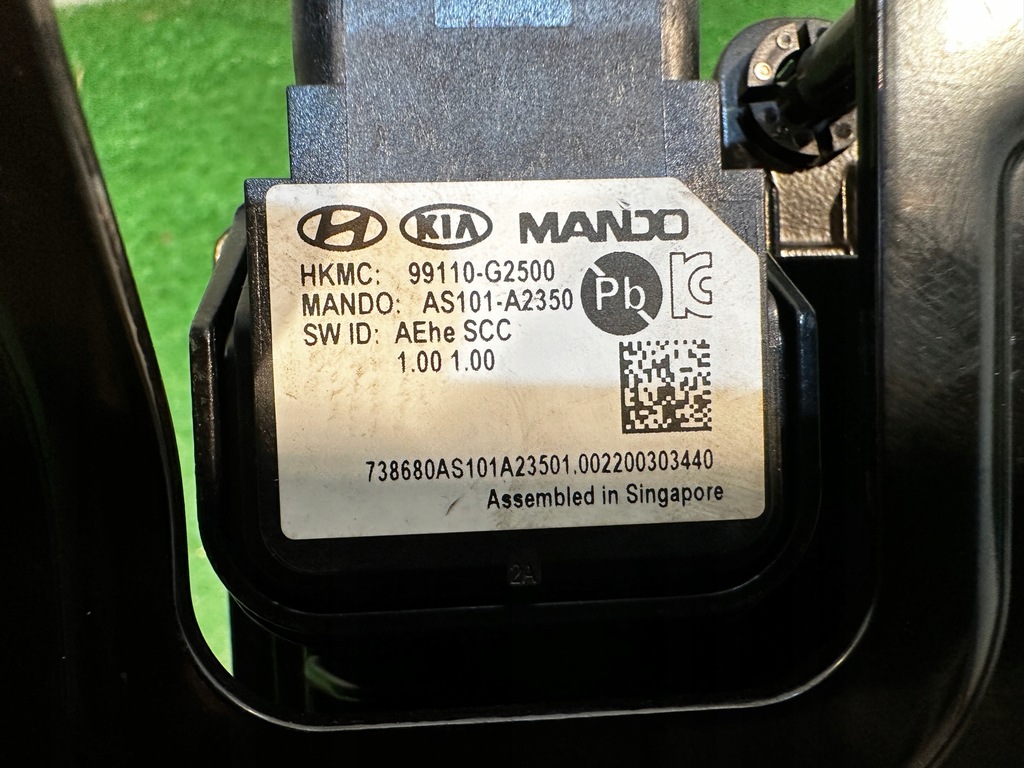 KIA MANDO
HKMC: 99110-G2500
MANDO: AS101-A2350
Pb
SW ID: AEhe SCC
1.00 1.00
738680AS101A23501,002200303440
Assembled in Singapore
2A